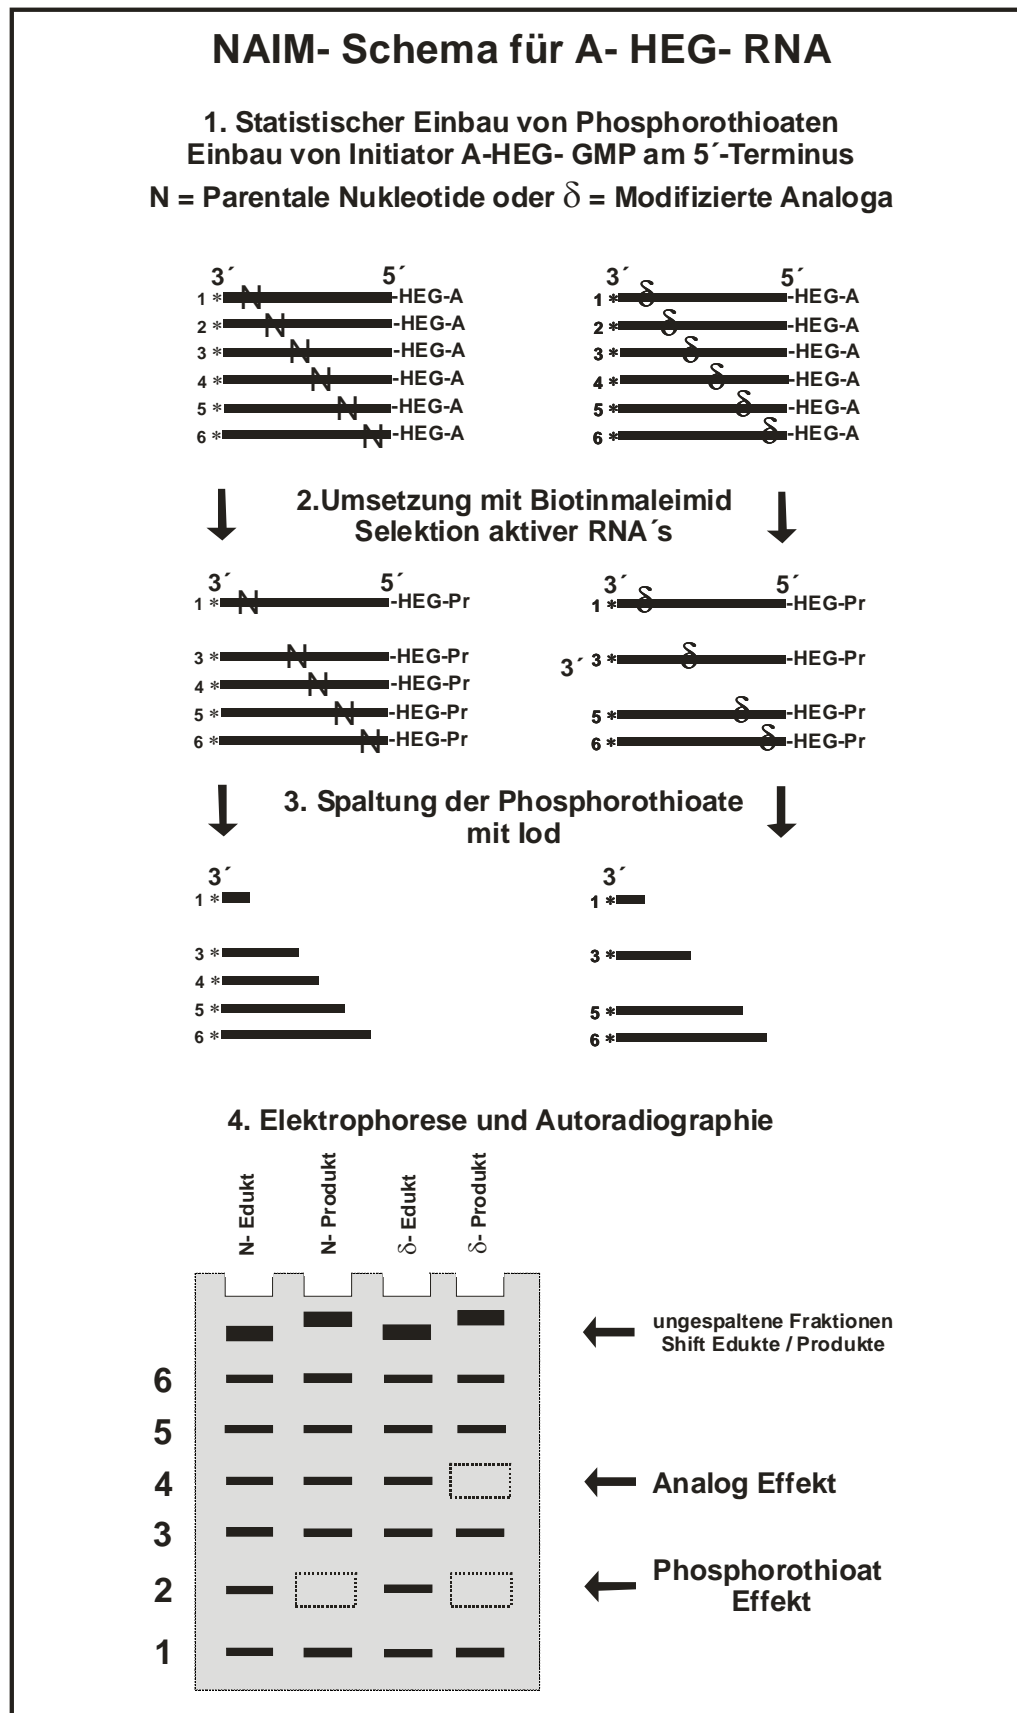 NAIM- Schema für A- HEG- RNA
1. Statistischer Einbau von Phosphorothioaten
Einbau von Initiator A-HEG- GMP am 5´-Terminus
N = Parentale Nukleotide oder δ = Modifizierte Analoga
3´ 5´
1 * N -HEG-A
2 * N -HEG-A
3 * N -HEG-A
4 * N -HEG-A
5 * N -HEG-A
6 * N -HEG-A
3´ 5´
1 * δ -HEG-A
2 * δ -HEG-A
3 * δ -HEG-A
4 * δ -HEG-A
5 * δ -HEG-A
6 * δ -HEG-A
2.Umsetzung mit Biotinmaleimid
Selektion aktiver RNA´s
3´ 5´
1 * N -HEG-Pr
3 * N -HEG-Pr
4 * N -HEG-Pr
5 * N -HEG-Pr
6 * N -HEG-Pr
3´ 5´
1 * δ -HEG-Pr
3´ 3 * δ -HEG-Pr
5 * δ -HEG-Pr
6 * δ -HEG-Pr
3. Spaltung der Phosphorothioate
mit Iod
3´
1 *
3 *
4 *
5 *
6 *
3´
1 *
3 *
5 *
6 *
4. Elektrophorese und Autoradiographie
N- Edukt
N- Produkt
δ- Edukt
δ- Produkt
ungespaltene Fraktionen
Shift Edukte / Produkte
6
5
4
Analog Effekt
3
2
Phosphorothioat
Effekt
1